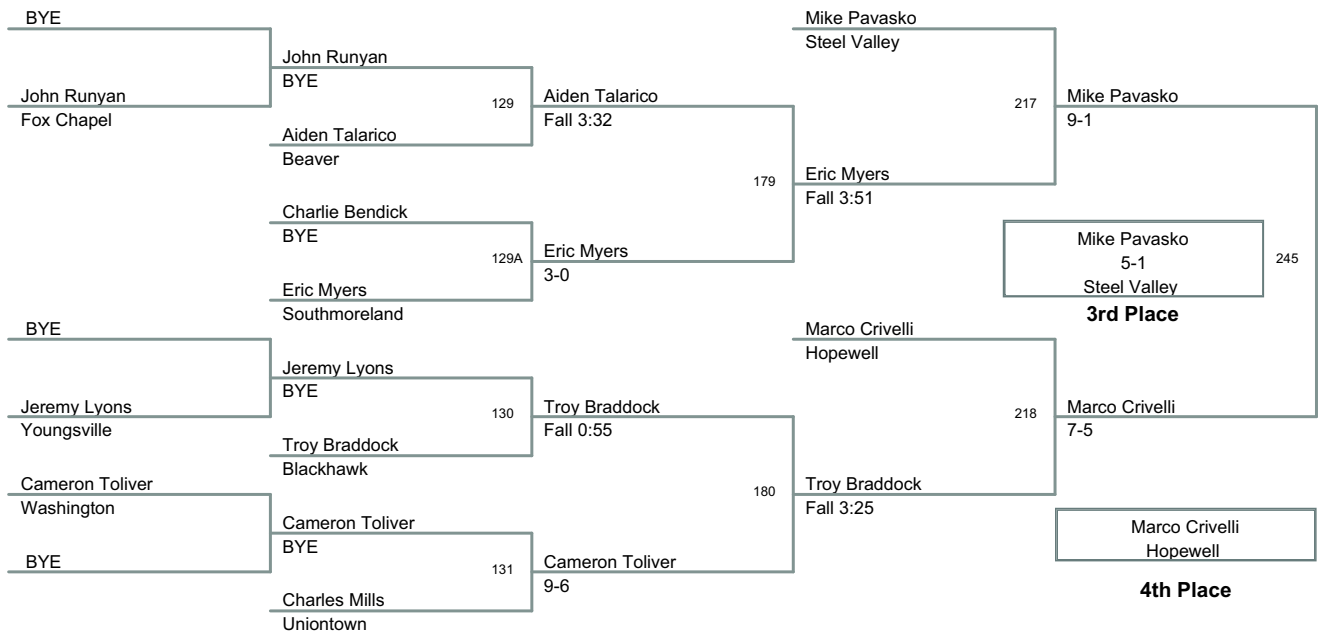 BYE
John Runyan
Fox Chapel
John Runyan
BYE
Aiden Talarico
Beaver
129
Aiden Talarico
Fall 3:32
Charlie Bendick
BYE
Eric Myers
Southmoreland
129A
Eric Myers
3-0
179
Eric Myers
Fall 3:51
Mike Pavasko
Steel Valley
217
Mike Pavasko
9-1
Mike Pavasko
5-1
Steel Valley
245
3rd Place
BYE
Jeremy Lyons
Youngsville
Jeremy Lyons
BYE
Troy Braddock
Blackhawk
130
Troy Braddock
Fall 0:55
Cameron Toliver
Washington
BYE
Cameron Toliver
BYE
Charles Mills
Uniontown
131
Cameron Toliver
9-6
180
Troy Braddock
Fall 3:25
Marco Crivelli
Hopewell
218
Marco Crivelli
7-5
Marco Crivelli
Hopewell
4th Place